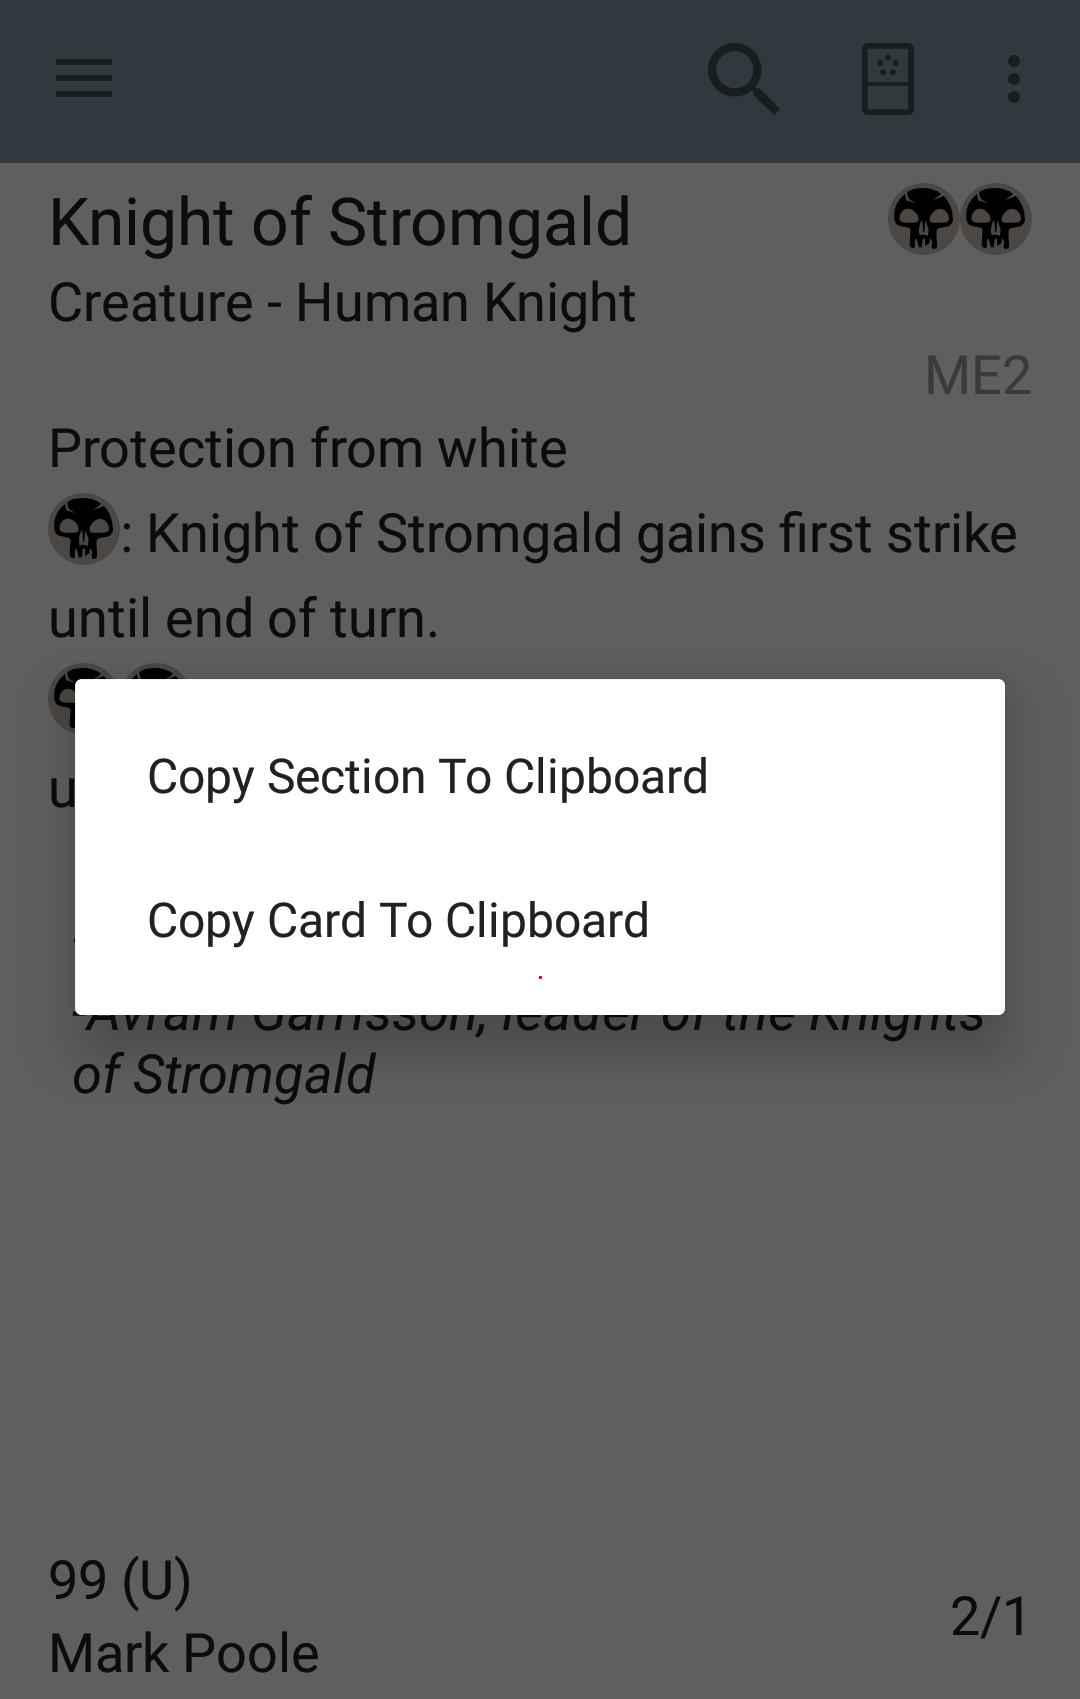 Knight of Stromgald
Creature - Human Knight
ME2
Protection from white
: Knight of Stromgald gains first strike
until end of turn.
u
Copy Section To Clipboard
Copy Card To Clipboard
-Avram Garrisson, leader of the Knights
of Stromgald
99 (U)
2/1
Mark Poole